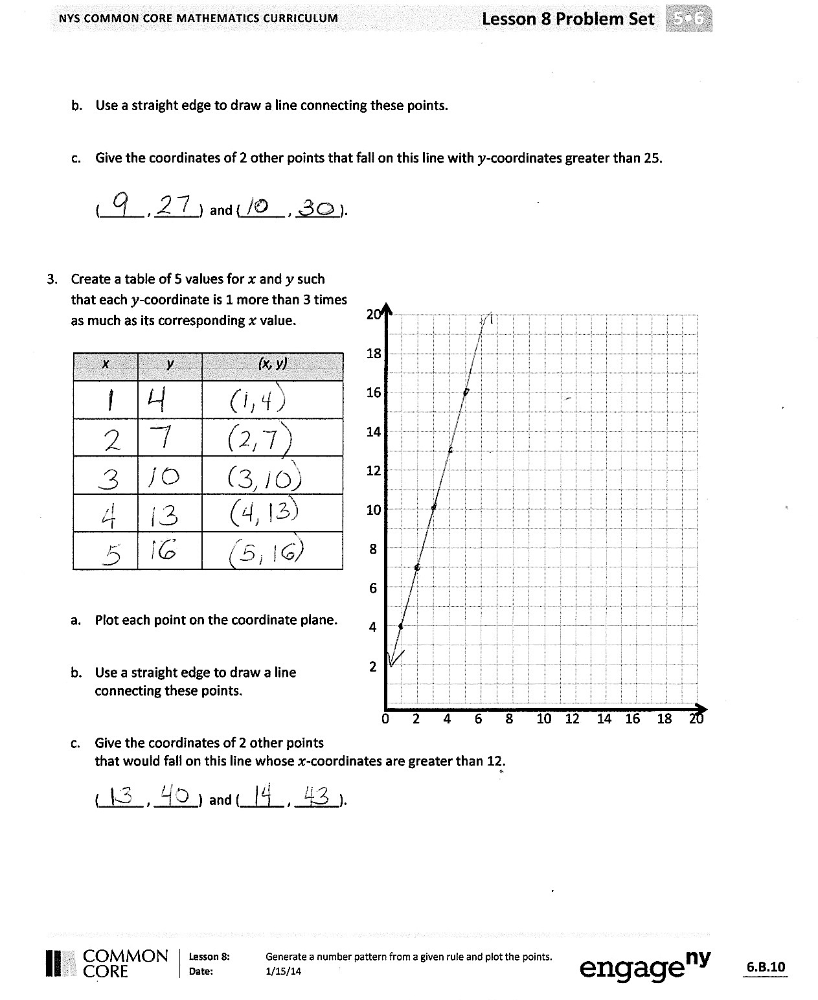 NYS COMMON CORE MATHEMATICS CURRICULUM
Lesson 8 Problem Set 5•6
b. Use a straight edge to draw a line connecting these points.
c. Give the coordinates of 2 other points that fall on this line with y-coordinates greater than 25.
( 9 , 27 ) and ( 10 , 30 ).
3. Create a table of 5 values for x and y such
that each y-coordinate is 1 more than 3 times
as much as its corresponding x value.
x y (x, y)
1 4 (1, 4)
2 7 (2, 7)
3 10 (3, 10)
4 13 (4, 13)
5 16 (5, 16)
a. Plot each point on the coordinate plane.
b. Use a straight edge to draw a line
connecting these points.
20
18
16
14
12
10
8
6
4
2
0 2 4 6 8 10 12 14 16 18 20
c. Give the coordinates of 2 other points
that would fall on this line whose x-coordinates are greater than 12.
( 13 , 40 ) and ( 14 , 43 ).
COMMON
CORE
Lesson 8: Generate a number pattern from a given rule and plot the points.
Date: 1/15/14
engageny
6.B.10